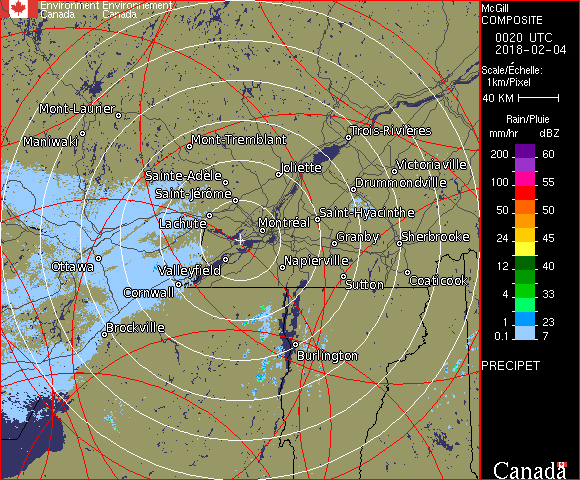 Environment Environnement
Canada Canada
McGill
COMPOSITE
0020 UTC
2018-02-04
Scale/Échelle:
1km/Pixel
40 KM
Rain/Pluie
mm/hr dBZ
200 60
100 55
50 50
24 45
12 40
4 33
1 23
0.1 7
PRECIPET
Canada
Mont-Laurier
Maniwaki
Mont-Tremblant
Trois-Rivières
Joliette
Victoriaville
Sainte-Adèle
Drummondville
Saint-Jérôme
Lachute
Saint-Hyacinthe
Montréal
Granby
Sherbrooke
Ottawa
Valleyfield
Napierville
Cornwall
Sutton
Coaticook
Brockville
Burlington